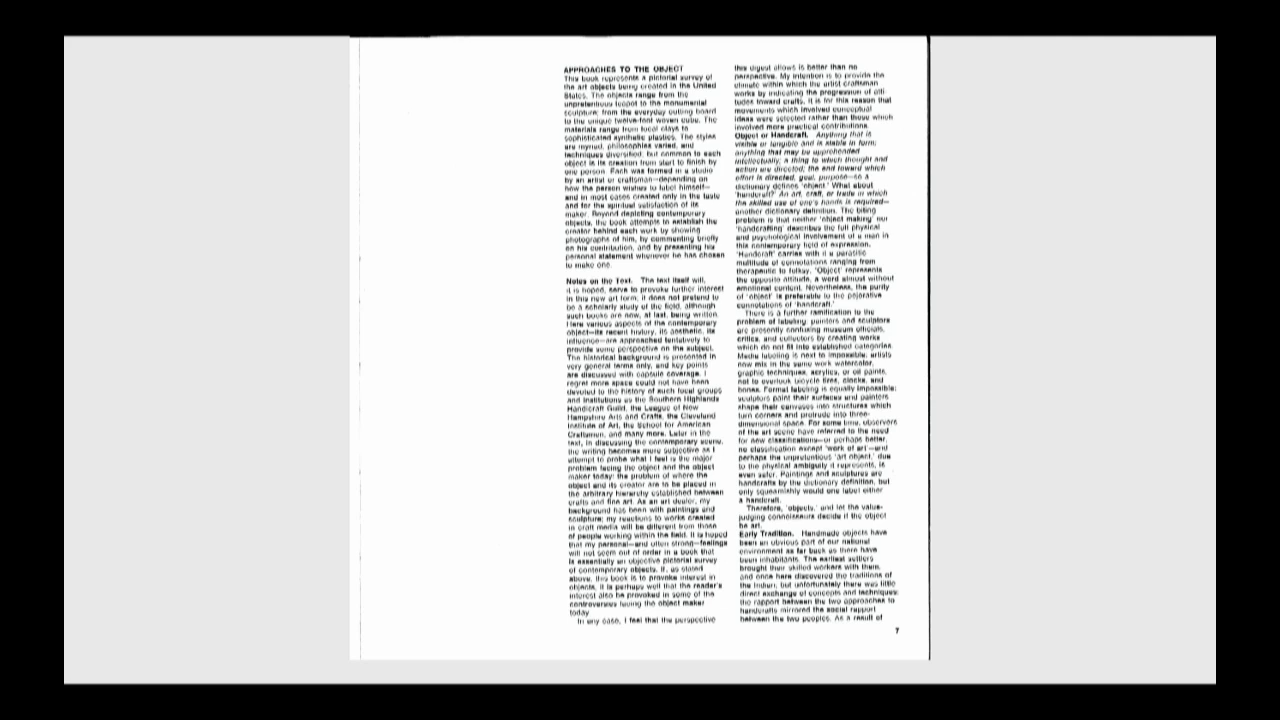 APPROACHES TO THE OBJECT
This book represents a pictorial survey of
the art objects being created in the United
States. The objects range from the
unpretentious teapot to the monumental
sculpture; from the everyday cutting board
to the unique twelve-foot woven cube. The
materials range from local clays to
sophisticated synthetic plastics. The styles
are myriad, philosophies varied, and
techniques diversified, but common to each
object is its creation from start to finish by
one person. Each was formed in a studio
by an artist or craftsman—depending on
how the person wishes to label himself—
and in most cases created only in the taste
and for the spiritual satisfaction of its
maker. Beyond depicting contemporary
objects, the book attempts to establish the
creator behind each work by showing
photographs of him, by commenting briefly
on his contribution, and by presenting his
personal statement whenever he has chosen
to make one.
Notes on the Text. The text itself will,
it is hoped, serve to provoke further interest
in this new art form; it does not pretend to
be a scholarly study of the field, although
such books are now, at last, being written.
Here various aspects of the contemporary
object—its recent history, its aesthetic, its
influence—are approached tentatively to
provide some perspective on the subject.
The historical background is presented in
very general terms only, and key points
are discussed with capsule coverage. I
regret more space could not have been
devoted to the history of such local groups
and institutions as the Southern Highlands
Handicraft Guild, the League of New
Hampshire Arts and Crafts, the Cleveland
Institute of Art, the School for American
Craftsmen, and many more. Later in the
text, in discussing the contemporary scene,
the writing becomes more subjective as I
attempt to probe what I feel is the major
problem facing the object and the object
maker today: the problem of where the
object and its creator are to be placed in
the arbitrary hierarchy established between
crafts and fine art. As an art dealer, my
background has been with paintings and
sculpture; my reactions to works created
in craft media will be different from those
of people working within the field. It is hoped
that my personal—and often strong—feelings
will not seem out of order in a book that
is essentially an objective pictorial survey
of contemporary objects. If, as stated
above, this book is to provoke interest in
objects, it is perhaps well that the reader's
interest also be provoked in some of the
controversies facing the object maker
today.
In any case, I feel that the perspective
this digest allows is better than no
perspective. My intention is to provide the
climate within which the artist craftsman
works by indicating the progression of atti-
tudes toward crafts. It is for this reason that
movements which involved conceptual
ideas were selected rather than those which
involved more practical contributions.
Object or Handcraft. Anything that is
visible or tangible and is stable in form;
anything that may be apprehended
intellectually; a thing to which thought and
action are directed; the end toward which
effort is directed, goal, purpose—so a
dictionary defines 'object.' What about
'handcraft?' An art, craft, or trade in which
the skilled use of one's hands is required—
another dictionary definition. The biting
problem is that neither 'object making' nor
'handcrafting' describes the full physical
and psychological involvement of a man in
this contemporary field of expression.
'Handcraft' carries with it a parasitic
multitude of connotations ranging from
therapeutic to folksy. 'Object' represents
the opposite attitude, a word almost without
emotional content. Nevertheless, the purity
of 'object' is preferable to the pejorative
connotations of 'handcraft.'
There is a further ramification to the
problem of labeling: painters and sculptors
are presently confusing museum officials,
critics, and collectors by creating works
which do not fit into established categories.
Media labeling is next to impossible: artists
now mix in the same work watercolor,
graphic techniques, acrylics, or oil paints,
not to overlook bicycle tires, clocks, and
bones. Format labeling is equally impossible:
sculptors paint their surfaces and painters
shape their canvases into structures which
turn corners and protrude into three-
dimensional space. For some time, observers
of the art scene have referred to the need
for new classifications—or perhaps better,
no classification except 'work of art'—and
perhaps the unpretentious 'art object,' due
to the physical ambiguity it represents, is
even safer. Paintings and sculptures are
handcrafts by the dictionary definition, but
only squeamishly would one label either
a handcraft.
Therefore, 'objects,' and let the value-
judging connoisseurs decide if the object
be art.
Early Tradition. Handmade objects have
been an obvious part of our national
environment as far back as there have
been inhabitants. The earliest settlers
brought their skilled workers with them,
and once here discovered the traditions of
the Indian, but unfortunately there was little
direct exchange of concepts and techniques;
the rapport between the two approaches to
handcrafts mirrored the social rapport
between the two peoples. As a result of
7